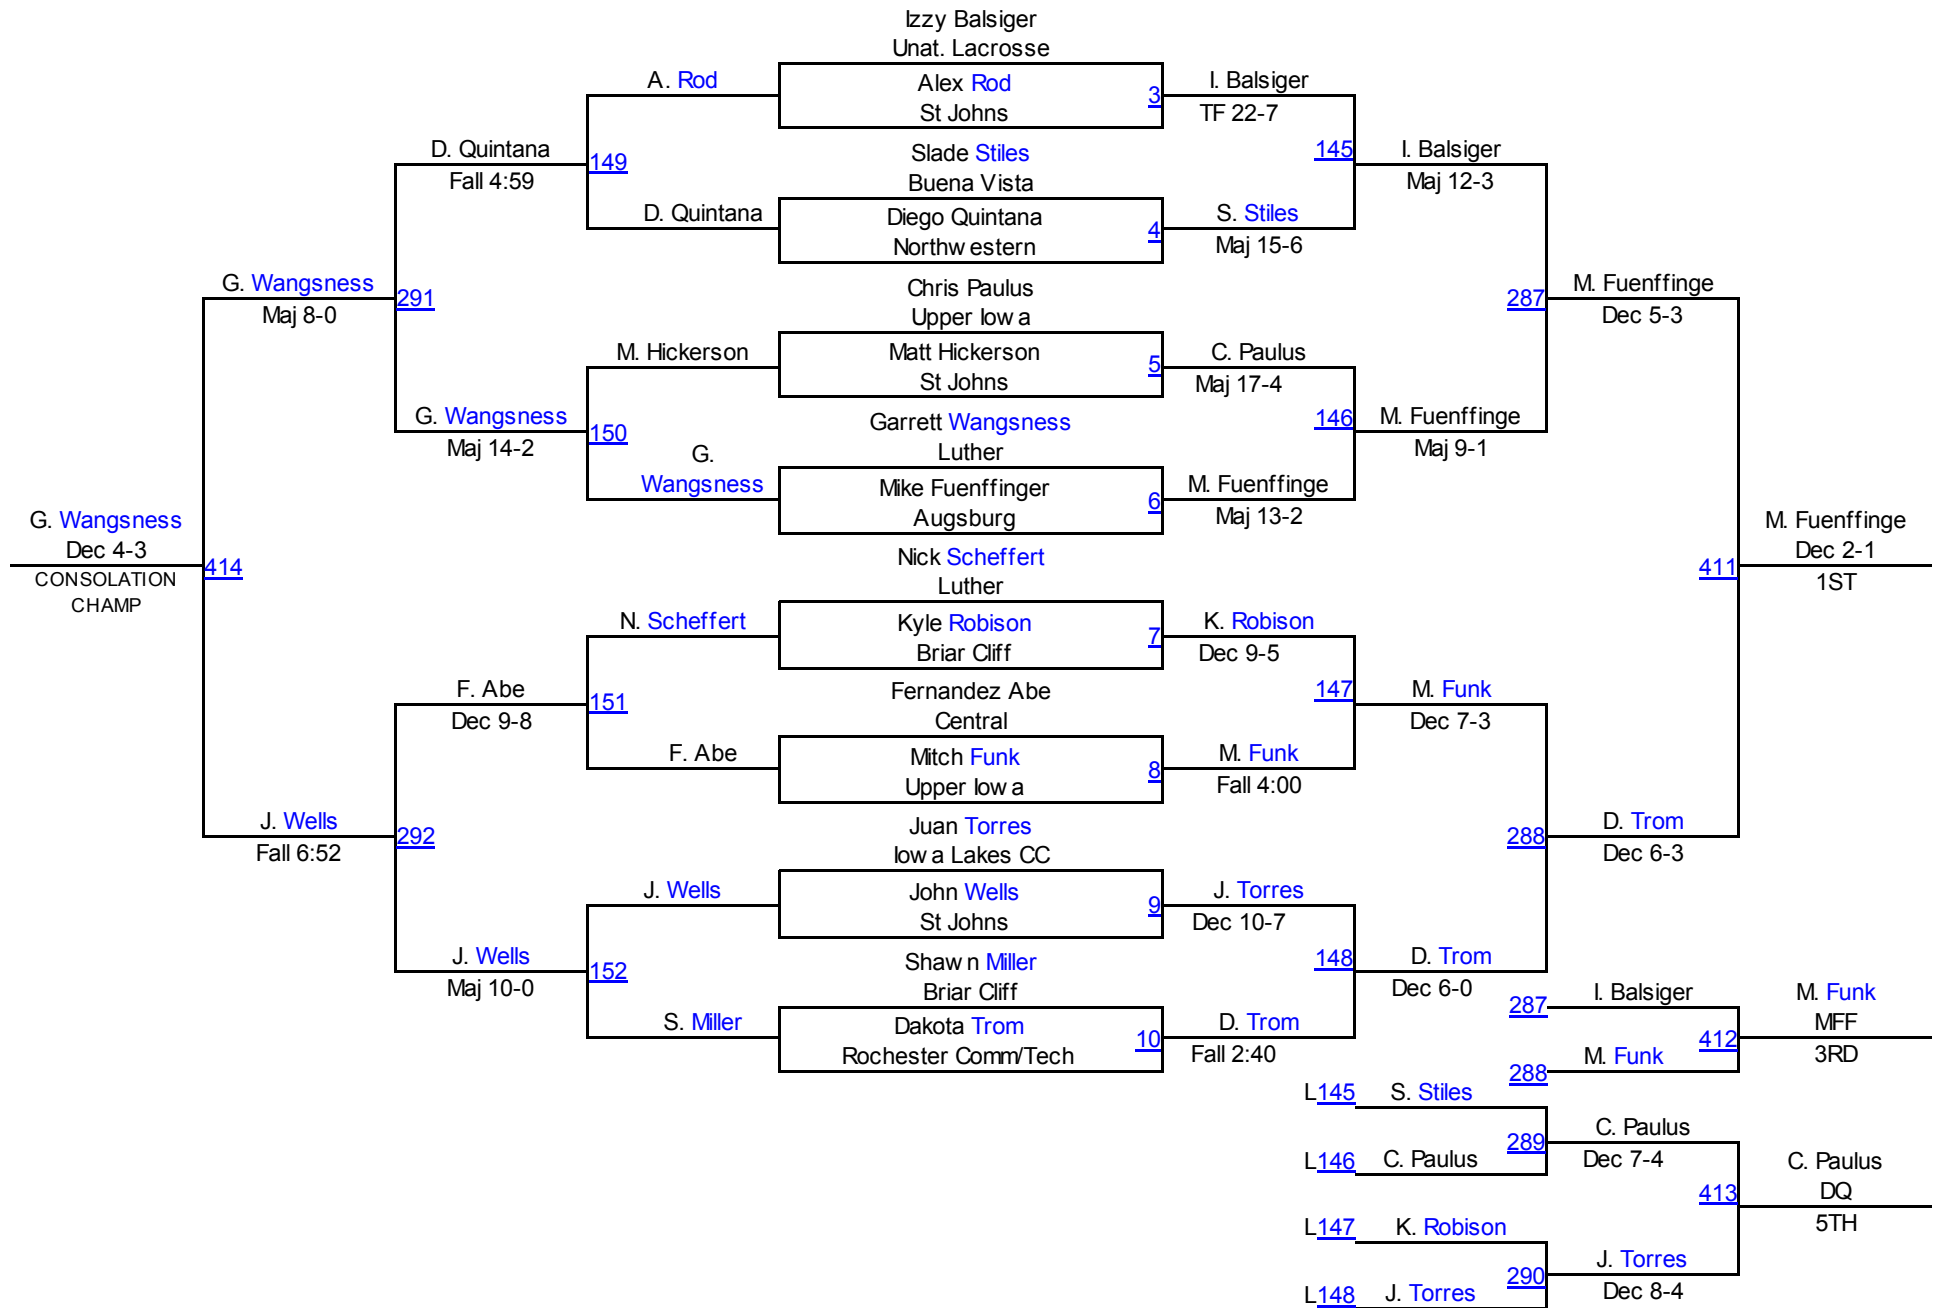 Izzy Balsiger
Unat. Lacrosse
A. Rod
Alex Rod
St Johns
3
I. Balsiger
TF 22-7
D. Quintana
Fall 4:59
149
Slade Stiles
Buena Vista
145
I. Balsiger
Maj 12-3
D. Quintana
Diego Quintana
Northwestern
4
S. Stiles
Maj 15-6
G. Wangsness
Maj 8-0
291
Chris Paulus
Upper Iowa
287
M. Fuenffinge
Dec 5-3
M. Hickerson
Matt Hickerson
St Johns
5
C. Paulus
Maj 17-4
G. Wangsness
Maj 14-2
150
Garrett Wangsness
Luther
146
M. Fuenffinge
Maj 9-1
G.
Wangsness
Mike Fuenffinger
Augsburg
6
M. Fuenffinge
Maj 13-2
G. Wangsness
Dec 4-3
CONSOLATION
CHAMP
414
Nick Scheffert
Luther
411
M. Fuenffinge
Dec 2-1
1ST
N. Scheffert
Kyle Robison
Briar Cliff
7
K. Robison
Dec 9-5
F. Abe
Dec 9-8
151
Fernandez Abe
Central
147
M. Funk
Dec 7-3
F. Abe
Mitch Funk
Upper Iowa
8
M. Funk
Fall 4:00
J. Wells
Fall 6:52
292
Juan Torres
Iowa Lakes CC
288
D. Trom
Dec 6-3
J. Wells
John Wells
St Johns
9
J. Torres
Dec 10-7
J. Wells
Maj 10-0
152
Shawn Miller
Briar Cliff
148
D. Trom
Dec 6-0
S. Miller
Dakota Trom
Rochester Comm/Tech
10
D. Trom
Fall 2:40
287
I. Balsiger
288
M. Funk
412
M. Funk
MFF
3RD
L145
S. Stiles
L146
C. Paulus
289
C. Paulus
Dec 7-4
413
C. Paulus
DQ
5TH
L147
K. Robison
L148
J. Torres
290
J. Torres
Dec 8-4